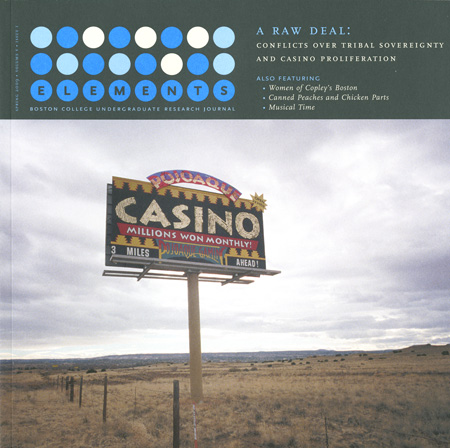 A RAW DEAL:
CONFLICTS OVER TRIBAL SOVEREIGNTY
AND CASINO PROLIFERATION
ALSO FEATURING
• Women of Copley's Boston
• Canned Peaches and Chicken Parts
• Musical Time
ELEMENTS
BOSTON COLLEGE UNDERGRADUATE RESEARCH JOURNAL
POJOAQUE
CASINO
MILLIONS WON MONTHLY!
3 MILES
AHEAD!